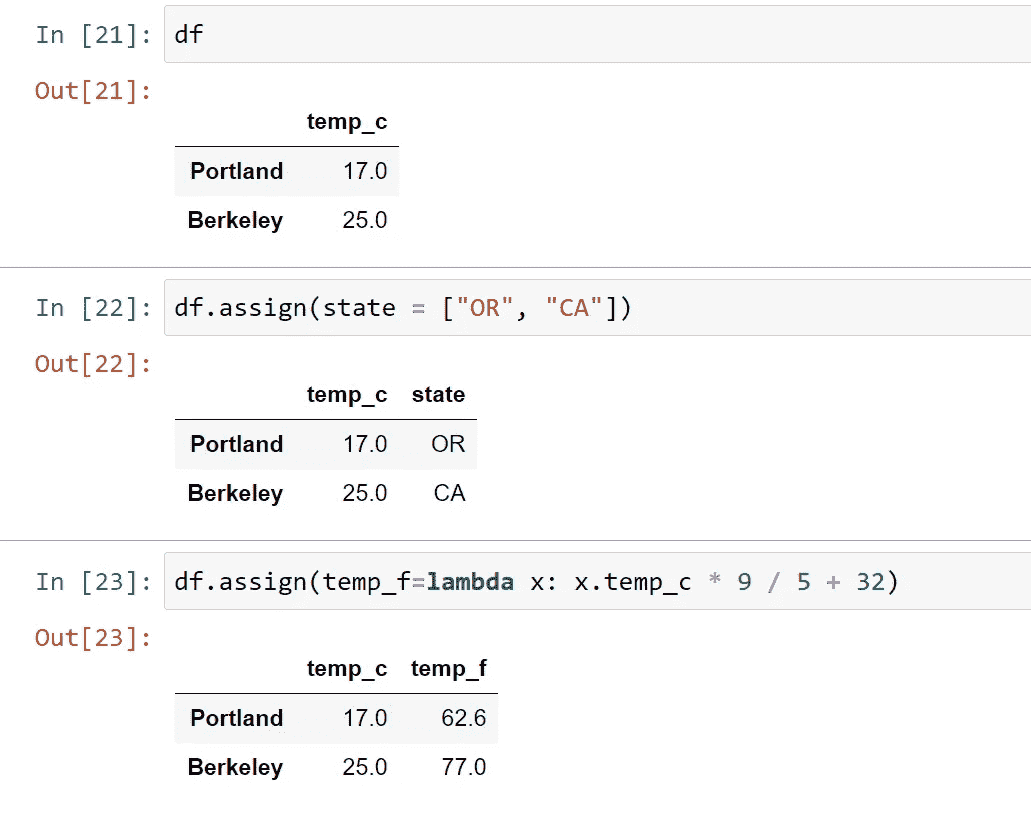 In [21]: df
Out[21]:
temp_c
Portland 17.0
Berkeley 25.0
In [22]: df.assign(state = ["OR", "CA"])
Out[22]:
temp_c state
Portland 17.0 OR
Berkeley 25.0 CA
In [23]: df.assign(temp_f=lambda x: x.temp_c * 9 / 5 + 32)
Out[23]:
temp_c temp_f
Portland 17.0 62.6
Berkeley 25.0 77.0